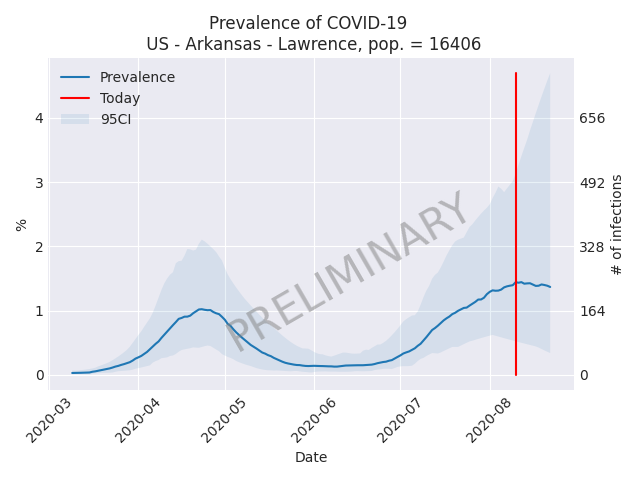 Prevalence of COVID-19
US - Arkansas - Lawrence, pop. = 16406
Prevalence
Today
95CI
PRELIMINARY
%
4
3
2
1
0
656
492
328
164
0
# of infections
2020-03
2020-04
2020-05
2020-06
2020-07
2020-08
Date